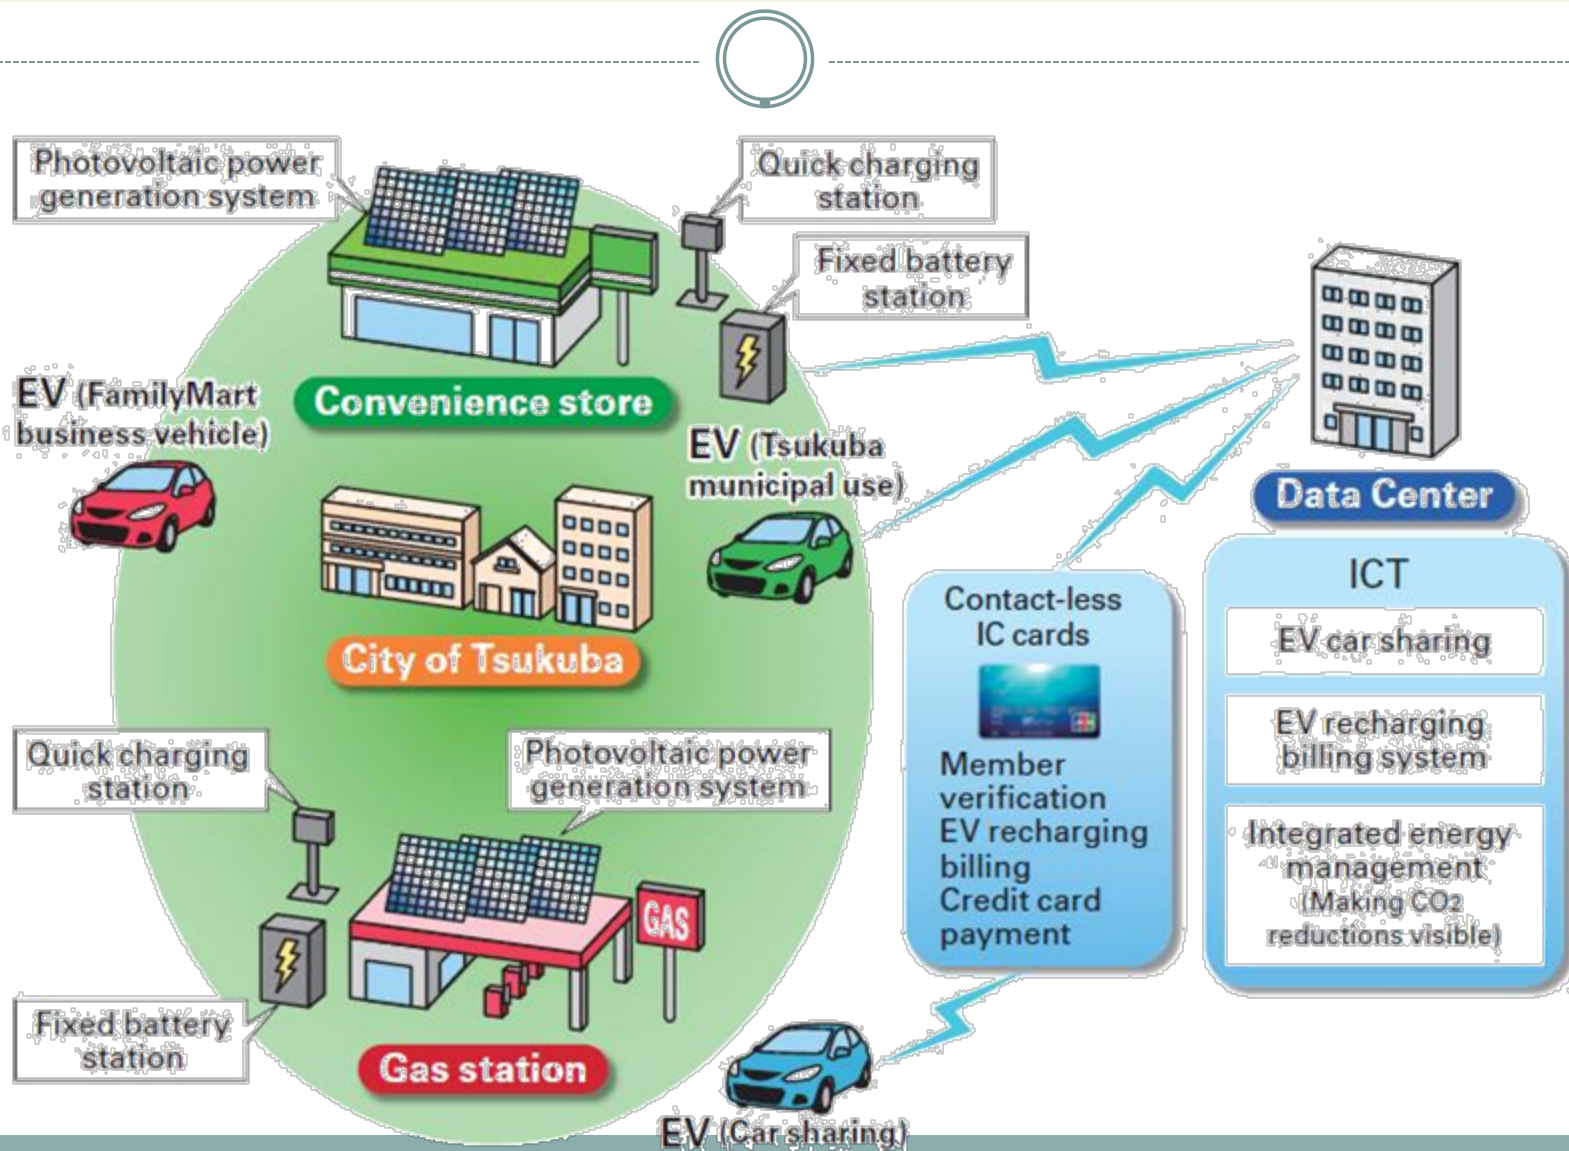 Photovoltaic power
generation system
Quick charging
station
Fixed battery
station
EV (FamilyMart
business vehicle)
Convenience store
EV (Tsukuba
municipal use)
City of Tsukuba
Data Center
ICT
EV car sharing
EV recharging
billing system
Integrated energy
management
(Making CO2
reductions visible)
Contact-less
IC cards
JCB
Member
verification
EV recharging
billing
Credit card
payment
Quick charging
station
Photovoltaic power
generation system
GAS
Fixed battery
station
Gas station
EV (Car sharing)